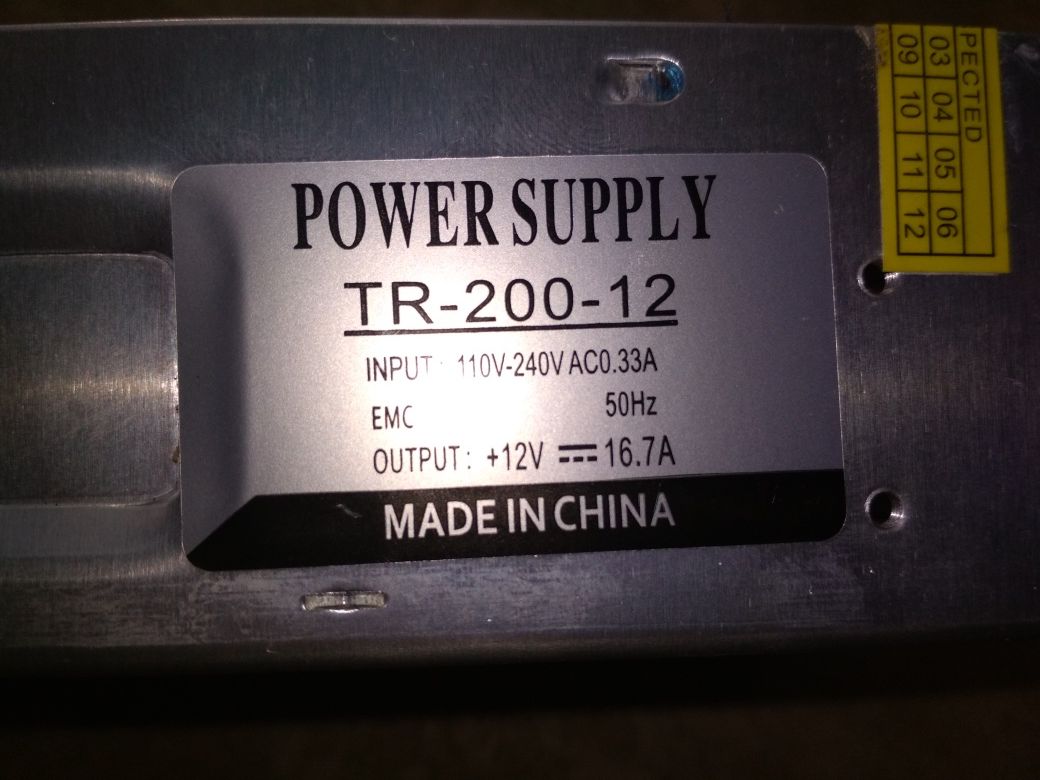 POWER SUPPLY
TR-200-12
INPUT: 110V-240V AC0.33A
EMC 50Hz
OUTPUT: +12V 16.7A
MADE IN CHINA
PECTED
03 04 05 06
09 10 11 12